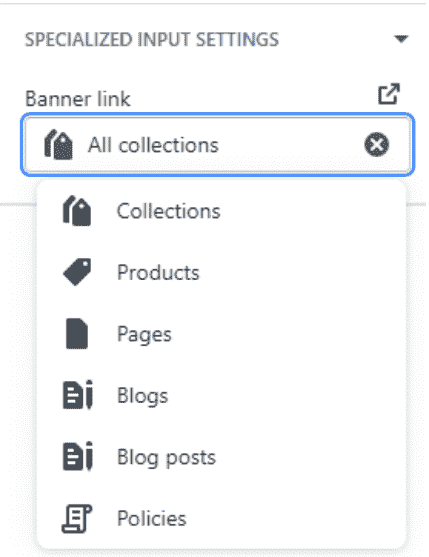 SPECIALIZED INPUT SETTINGS
Banner link
All collections
Collections
Products
Pages
Blogs
Blog posts
Policies